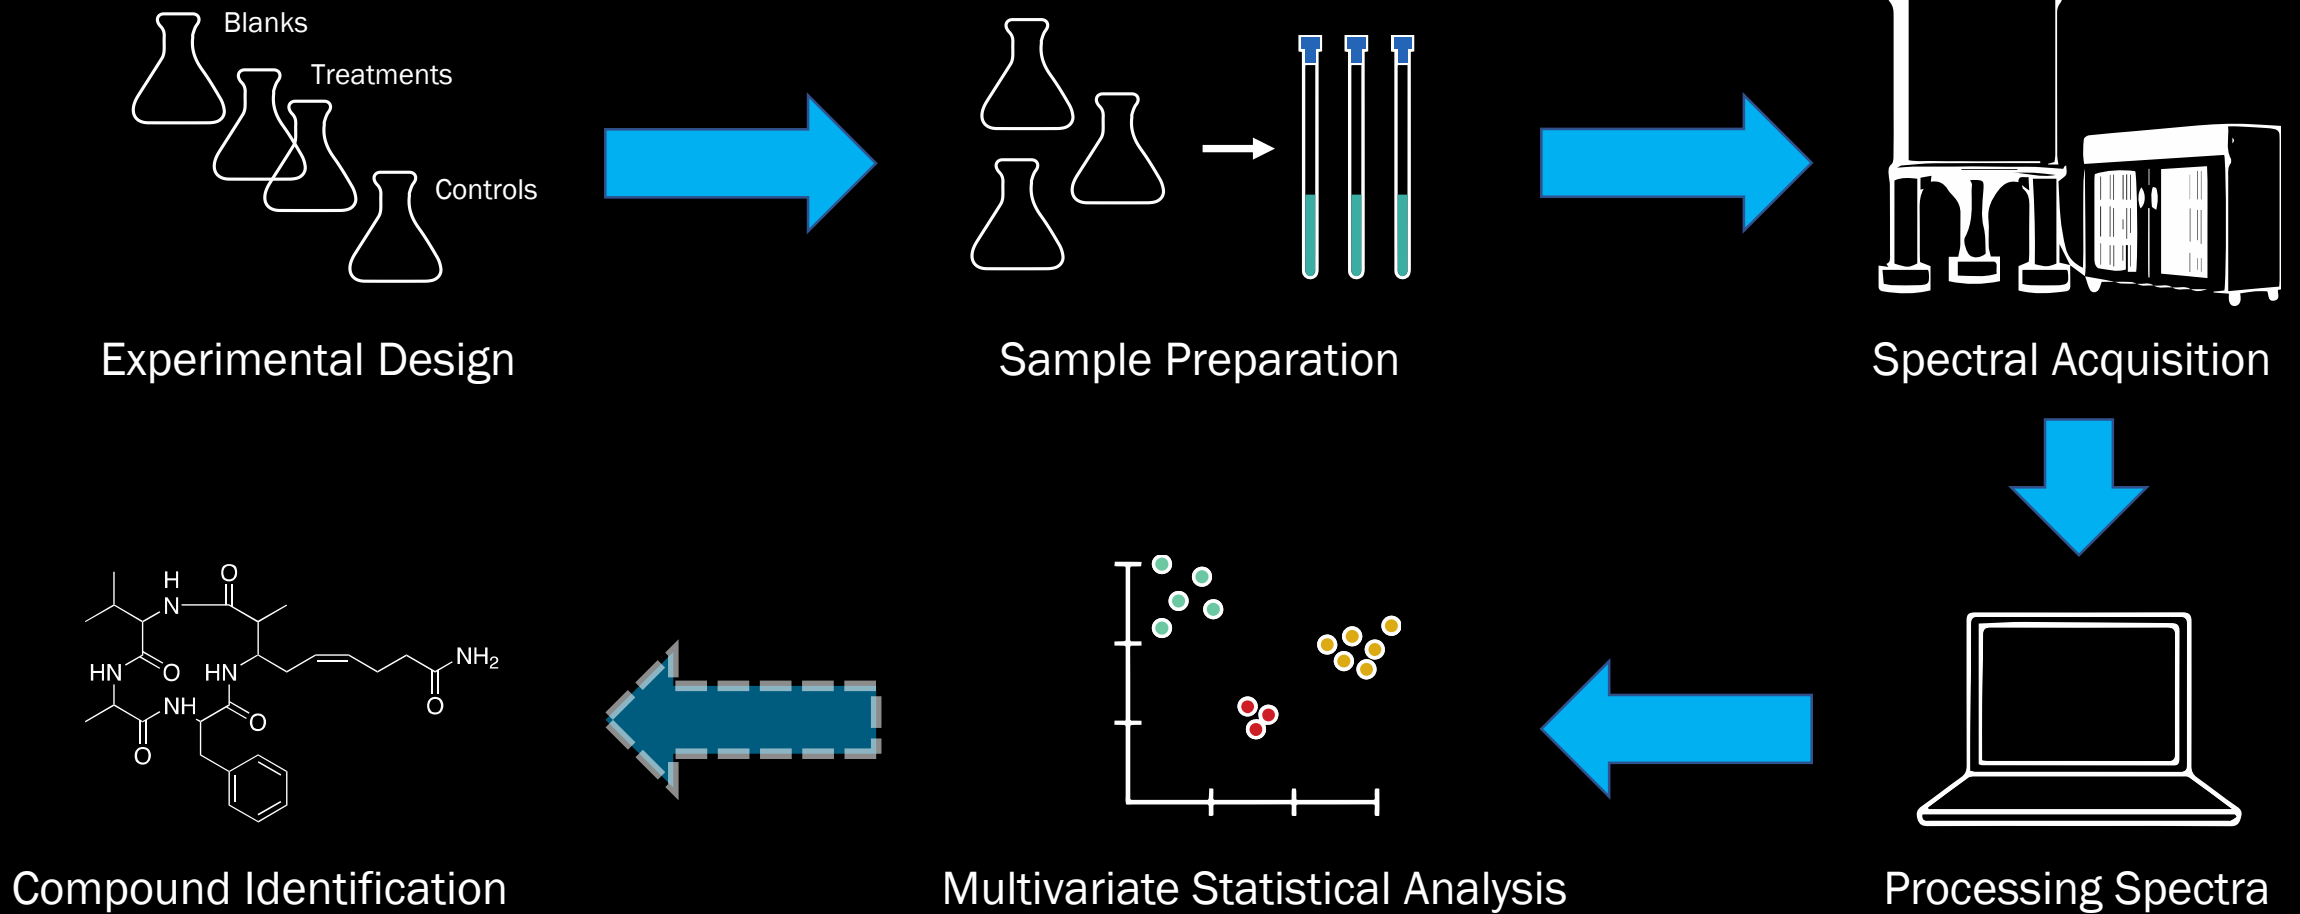 Blanks
Treatments
Controls
Experimental Design
Sample Preparation
Spectral Acquisition
H
N
O
HN
O
HN
NH₂
O
NH
O
O
Compound Identification
Multivariate Statistical Analysis
Processing Spectra